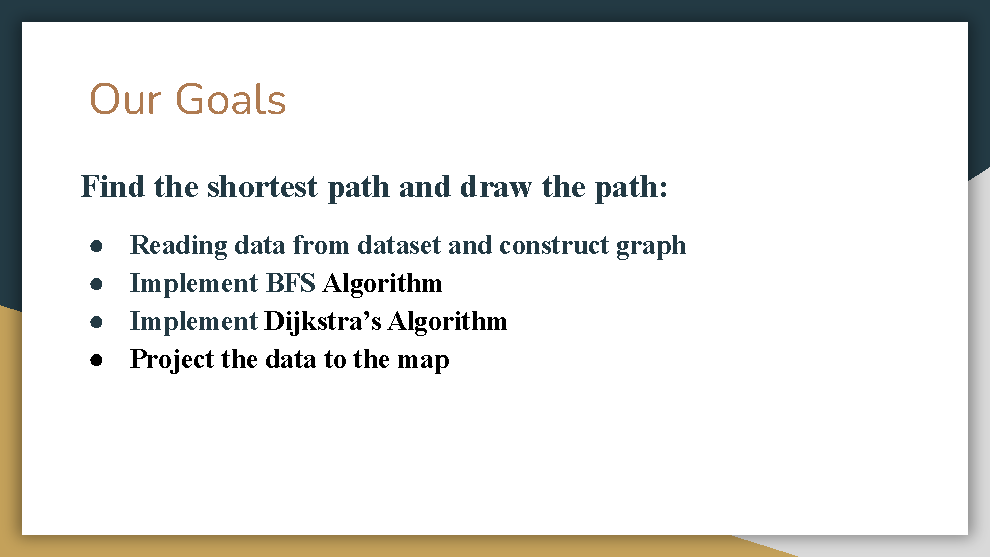 Our Goals
Find the shortest path and draw the path:
● Reading data from dataset and construct graph
● Implement BFS Algorithm
● Implement Dijkstra’s Algorithm
● Project the data to the map